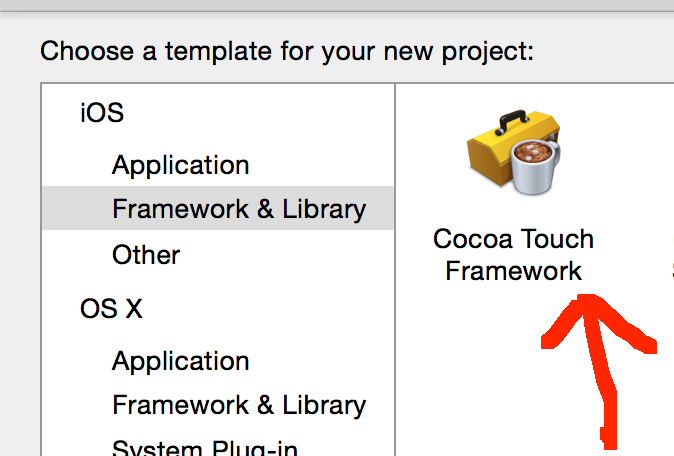 Choose a template for your new project:
iOS
Application
Framework & Library
Other
OS X
Application
Framework & Library
System Plug-in
Cocoa Touch
Framework